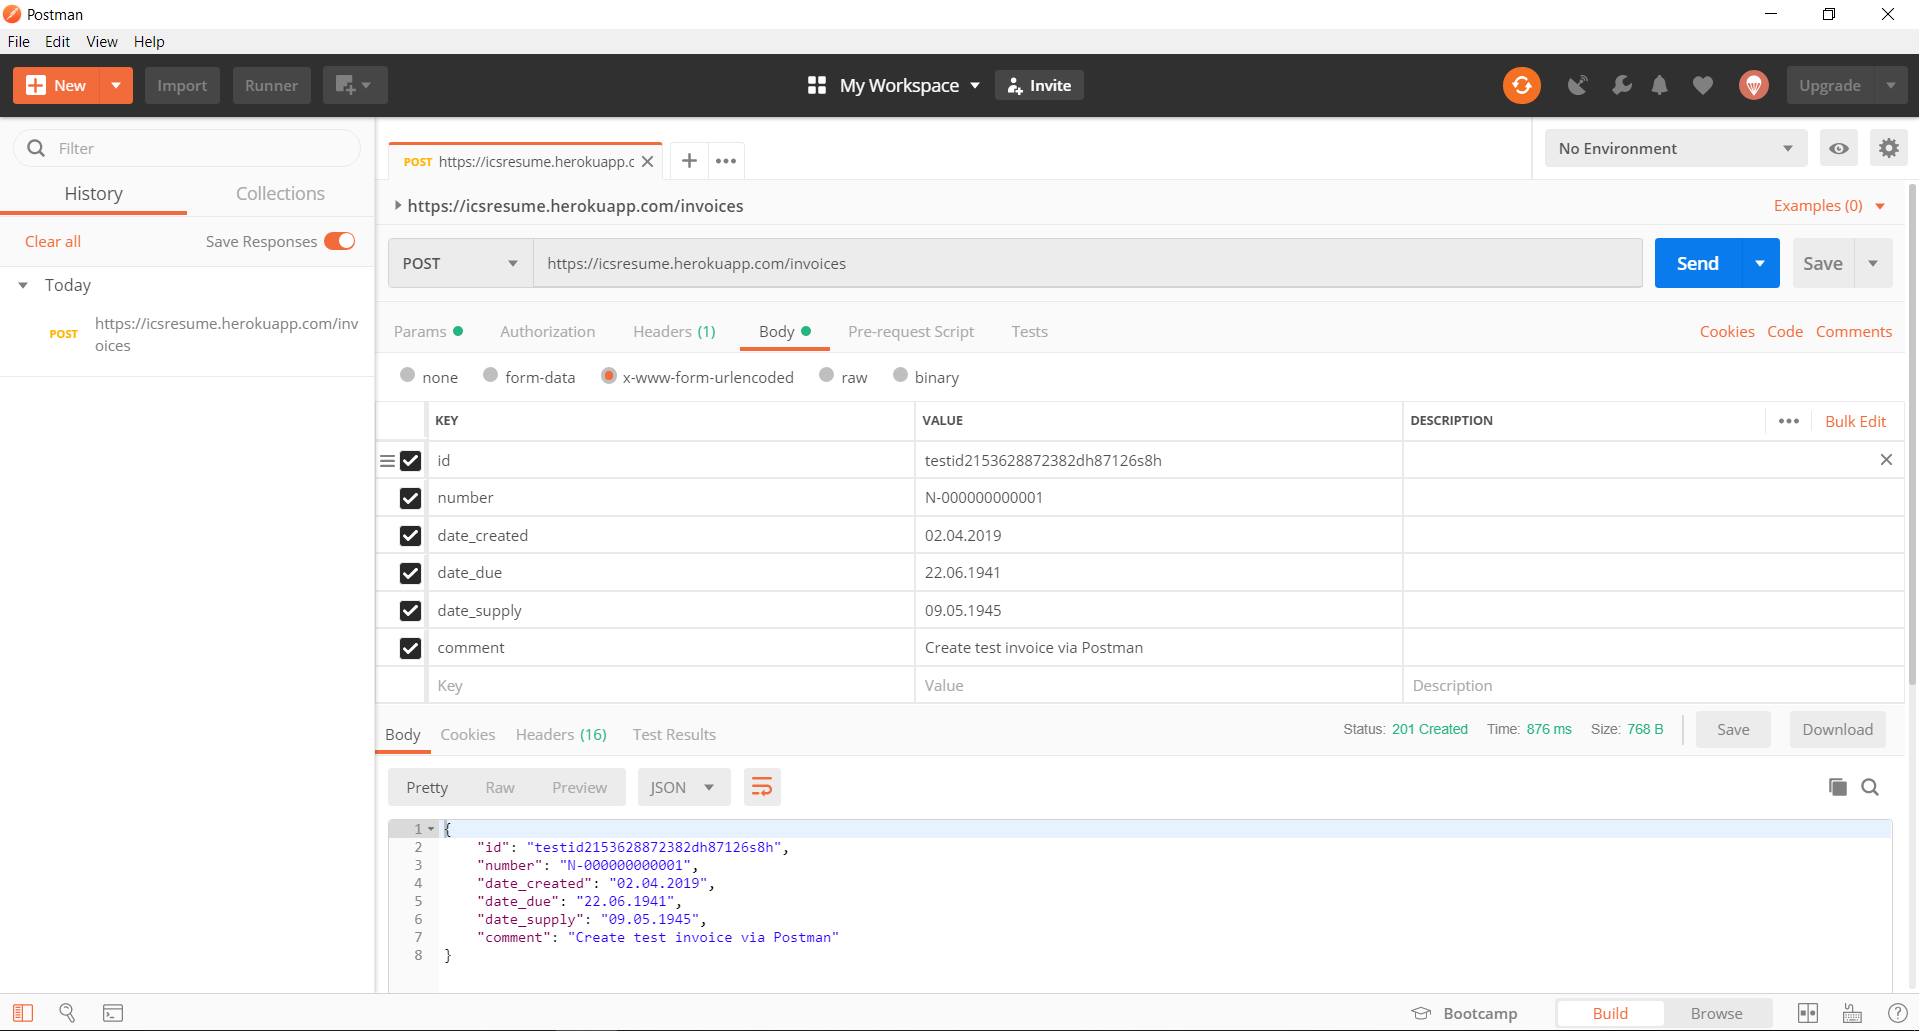 Postman
File Edit View Help
New Import Runner My Workspace Invite Upgrade
Filter
History Collections
Clear all Save Responses
Today
POST https://icsresume.herokuapp.com/inv
oices
POST https://icsresume.herokuapp.c
No Environment
https://icsresume.herokuapp.com/invoices Examples (0)
POST https://icsresume.herokuapp.com/invoices Send Save
Params Authorization Headers (1) Body Pre-request Script Tests Cookies Code Comments
none form-data x-www-form-urlencoded raw binary
KEY VALUE DESCRIPTION ••• Bulk Edit
id testid2153628872382dh87126s8h
number N-000000000001
date_created 02.04.2019
date_due 22.06.1941
date_supply 09.05.1945
comment Create test invoice via Postman
Key Value Description
Body Cookies Headers (16) Test Results Status: 201 Created Time: 876 ms Size: 768 B Save Download
Pretty Raw Preview JSON
1 {
2 "id": "testid2153628872382dh87126s8h",
3 "number": "N-000000000001",
4 "date_created": "02.04.2019",
5 "date_due": "22.06.1941",
6 "date_supply": "09.05.1945",
7 "comment": "Create test invoice via Postman"
8 }
Bootcamp Build Browse